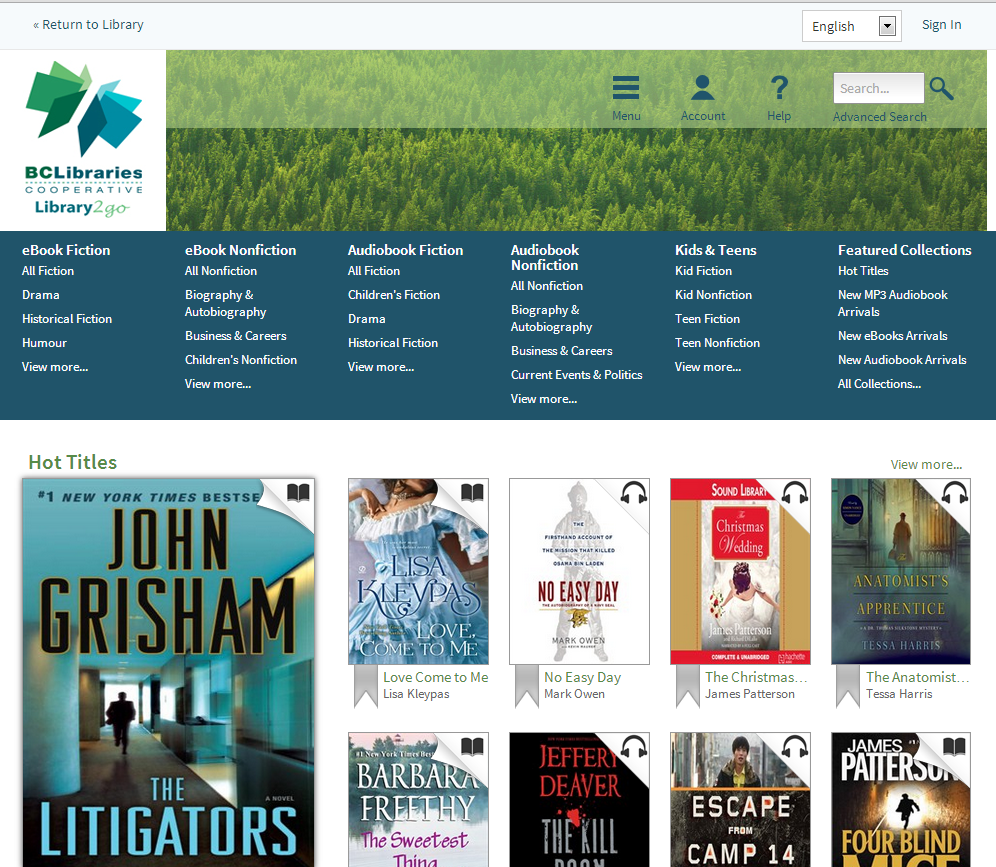 « Return to Library
English
Sign In
Search...
Menu
Account
Help
Advanced Search
BCLibraries
COOPERATIVE
Library2go
eBook Fiction
All Fiction
Drama
Historical Fiction
Humour
View more...
eBook Nonfiction
All Nonfiction
Biography &
Autobiography
Business & Careers
Children's Nonfiction
View more...
Audiobook Fiction
All Fiction
Children's Fiction
Drama
Historical Fiction
View more...
Audiobook
Nonfiction
All Nonfiction
Biography &
Autobiography
Business & Careers
Current Events & Politics
View more...
Kids & Teens
Kid Fiction
Kid Nonfiction
Teen Fiction
Teen Nonfiction
View more...
Featured Collections
Hot Titles
New MP3 Audiobook
Arrivals
New eBooks Arrivals
New Audiobook Arrivals
All Collections...
Hot Titles
View more...
#1 NEW YORK TIMES BESTSE
JOHN
GRISHAM
THE
A NOVEL
LITIGATORS
LISA
KLEYPAS
LOVE,
COME TO ME
Love Come to Me
Lisa Kleypas
THE
FIRSTHAND ACCOUNT OF
THE MISSION THAT KILLED
OSAMA BIN LADEN
NO EASY DAY
THE AUTOBIOGRAPHY OF A NAVY SEAL
MARK OWEN
No Easy Day
Mark Owen
SOUND LIBRARY
The
Christmas
Wedding
James Patterson
COMPLETE & UNABRIDGED
hachette
The Christmas...
James Patterson
The
ANATOMIST'S
APPRENTICE
TESSA HARRIS
The Anatomist...
Tessa Harris
#1 New York Times Bes
BARBARA
FREETHY
The Sweetest
Thing
JEFFERY
DEAVER
THE KILL
ROOM
ESCAPE
FROM
CAMP 14
JAMES
PATTERSON
FOUR BLIND
MICE